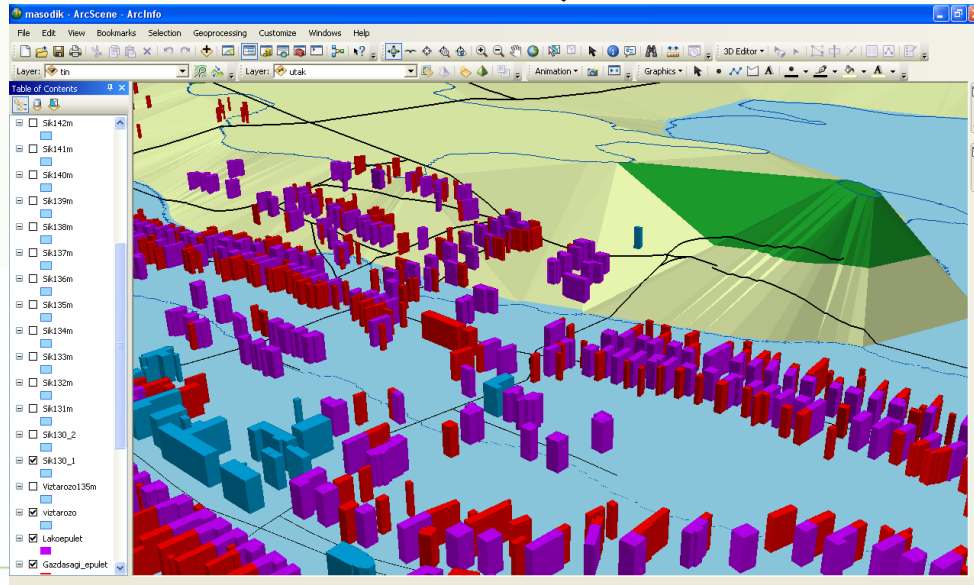 masodik - ArcScene - ArcInfo
File Edit View Bookmarks Selection Geoprocessing Customize Windows Help
3D Editor
Layer: tin
Layer: utak
Animation
Graphics
A
A
Table of Contents
Sik142m
Sik141m
Sik140m
Sik139m
Sik138m
Sik137m
Sik136m
Sik135m
Sik134m
Sik133m
Sik132m
Sik131m
Sik130_2
Sik130_1
Viztarozo135m
viztarozo
Lakoepulet
Gazdasagi_epulet